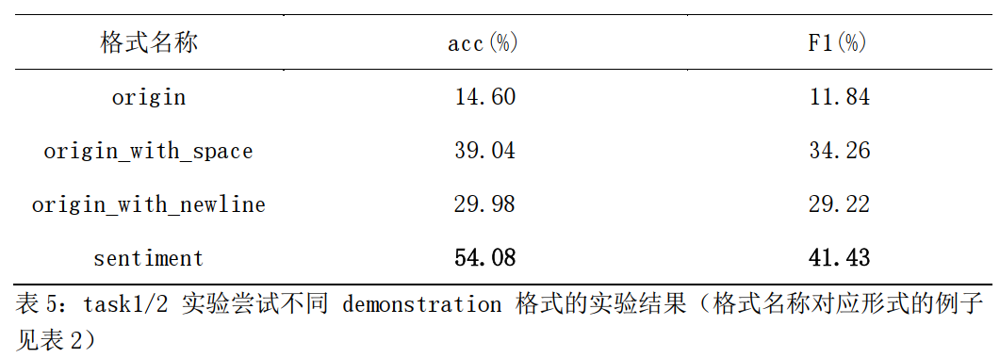 格式名称 acc(%) F1(%)
origin 14.60 11.84
origin_with_space 39.04 34.26
origin_with_newline 29.98 29.22
sentiment 54.08 41.43
表5：task1/2 实验尝试不同 demonstration 格式的实验结果（格式名称对应形式的例子
见表2）